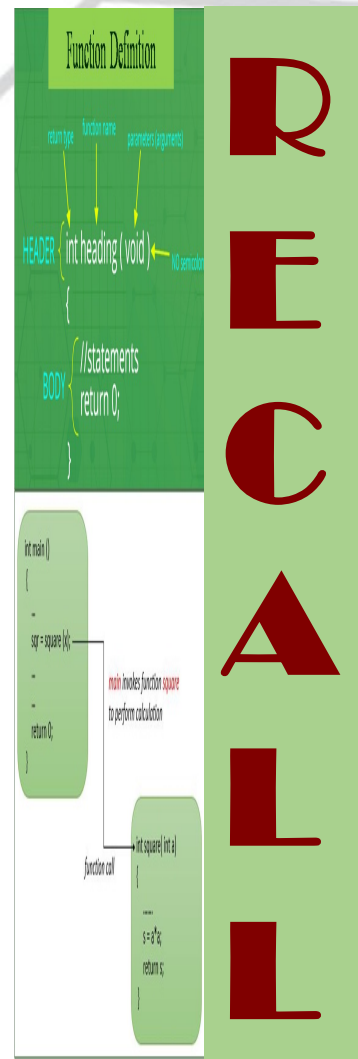 Function Definition
return type function name parameters (arguments)
HEADER int heading ( void ) NO semicolon
{
//statements
BODY
return 0;
}
int main ()
{
...
sqr = square (x);
...
...
...
return 0;
}
main invokes function square
to perform calculation
function call
int square( int a)
{
.....
s = a*a;
return s;
}
R
E
C
A
L
L